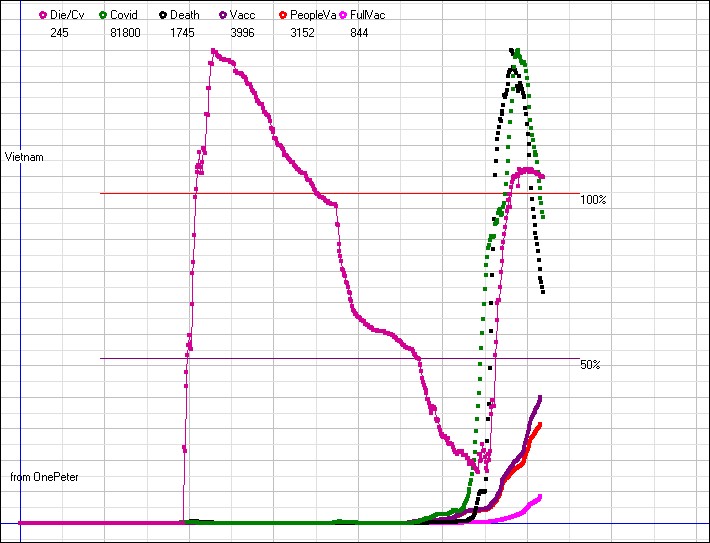 Die/Cv Covid Death Vacc PeopleVa FullVac
245 81800 1745 3996 3152 844
Vietnam
100%
50%
from OnePeter